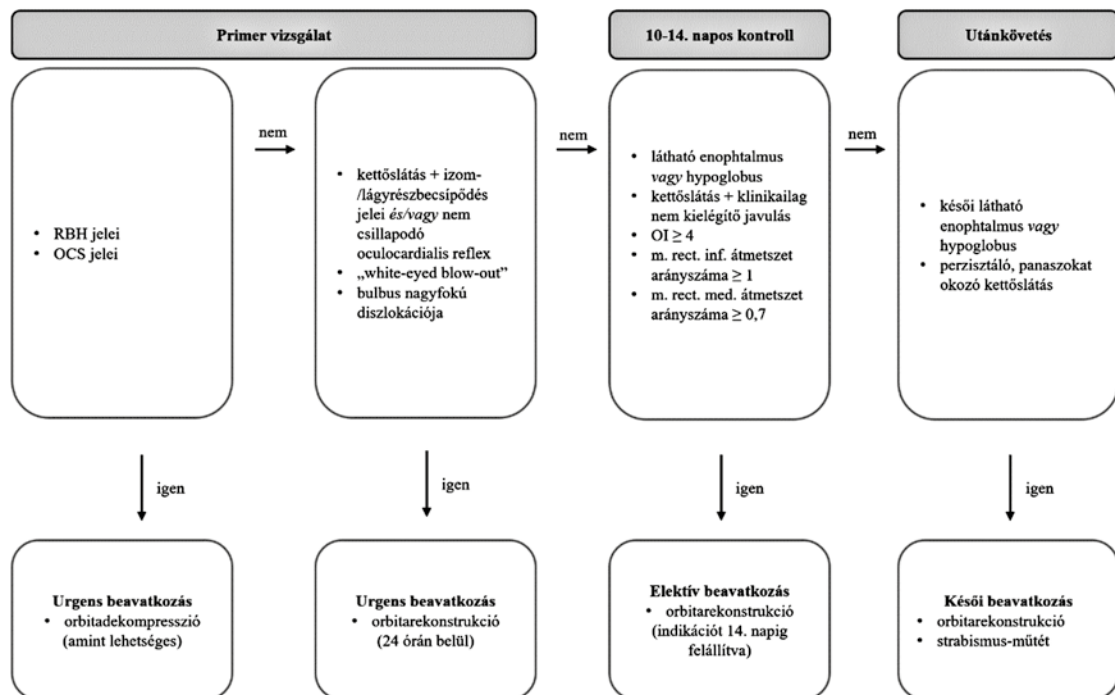 Primer vizsgálat
10-14. napos kontroll
Utánkövetés
• RBH jelei
• OCS jelei
nem
• kettőslátás + izom-
/lágyrészbecsípődés
jelei és/vagy nem
csillapodó
oculocardialis reflex
• „white-eyed blow-out”
• bulbus nagyfokú
diszlokációja
nem
• látható enophtalmus
vagy hypoglobus
• kettőslátás + klinikailag
nem kielégítő javulás
• OI ≥ 4
• m. rect. inf. átmetszet
arányszáma ≥ 1
• m. rect. med. átmetszet
arányszáma ≥ 0,7
nem
• késői látható
enophtalmus vagy
hypoglobus
• perzisztáló, panaszokat
okozó kettőslátás
igen
igen
igen
igen
Urgens beavatkozás
• orbitadekompresszió
(amint lehetséges)
Urgens beavatkozás
• orbitarekonstrukció
(24 órán belül)
Elektív beavatkozás
• orbitarekonstrukció
(indikációt 14. napig
felállítva)
Késői beavatkozás
• orbitarekonstrukció
• strabismus-műtét